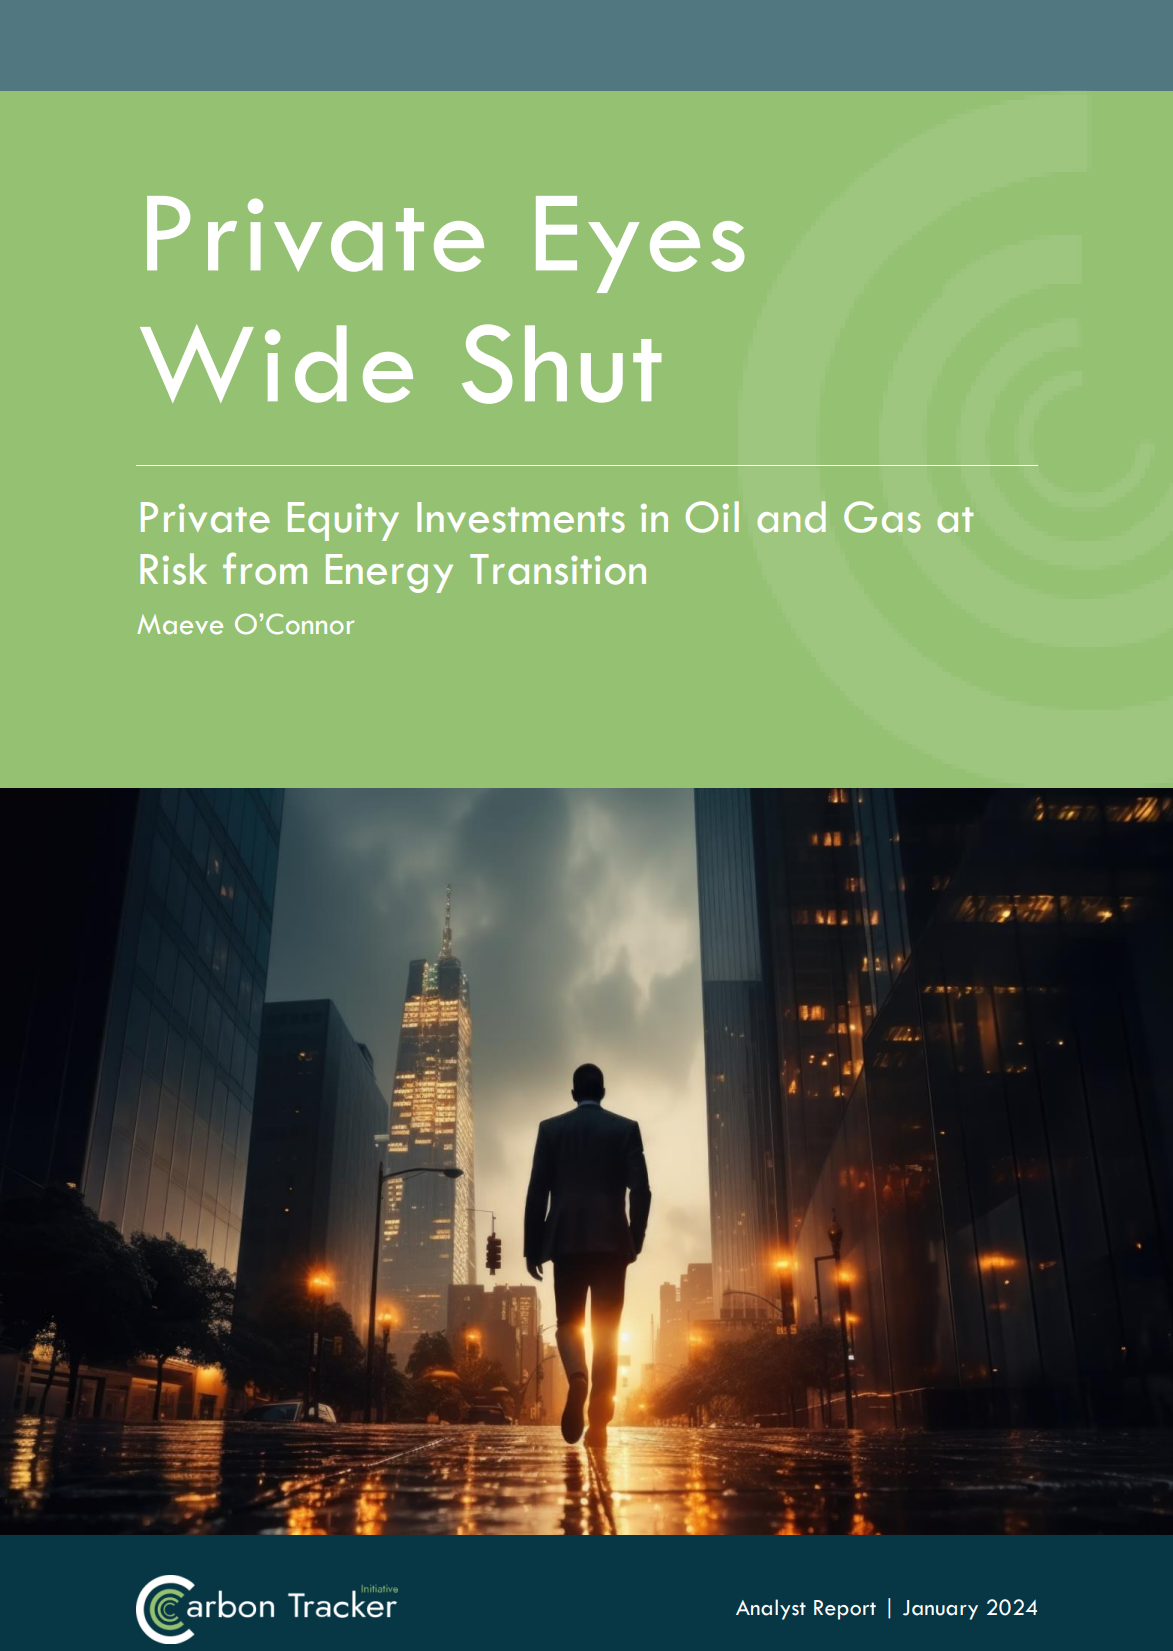 Private Eyes
Wide Shut
Private Equity Investments in Oil and Gas at
Risk from Energy Transition
Maeve O’Connor
Carbon Tracker
Initiative
Analyst Report | January 2024